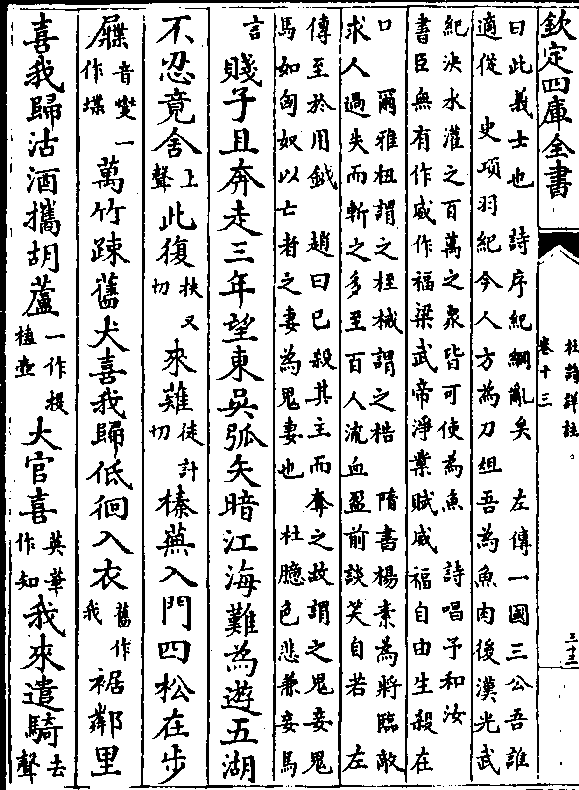 欽定四庫全書
曰此義士也　詩序紀綱亂矣　左傳一國三公吾誰
適從　史項羽紀今人方為刀俎吾為魚肉後漢光武
紀決水灌之百萬之衆皆可使為魚　詩唱予和汝
書臣無有作威作福梁武帝淨業賦威福自由生殺在
口　爾雅杻謂之桎械謂之梏　隋書楊素為將臨敵
求人過失而斬之多至百人流血盈前談笑自若　左
傳至於用鉞　趙曰已殺其主而奪之故謂之鬼妾鬼
馬如匈奴以亡者之妻為鬼妻也　杜臆色悲兼妾馬
言
賤子且奔走三年望東吳弧矢暗江海難為遊五湖
不忍竟舍上聲此復扶又切來薙徒計切榛蕪入門四松在步
屧音燮作堞一萬竹踈舊犬喜我歸低徊入衣舊作我裾鄰里
喜我歸沽酒攜胡蘆一作提榼壺大官喜英華作知我來遣騎去聲
杜詩詳註
卷十三
三十三